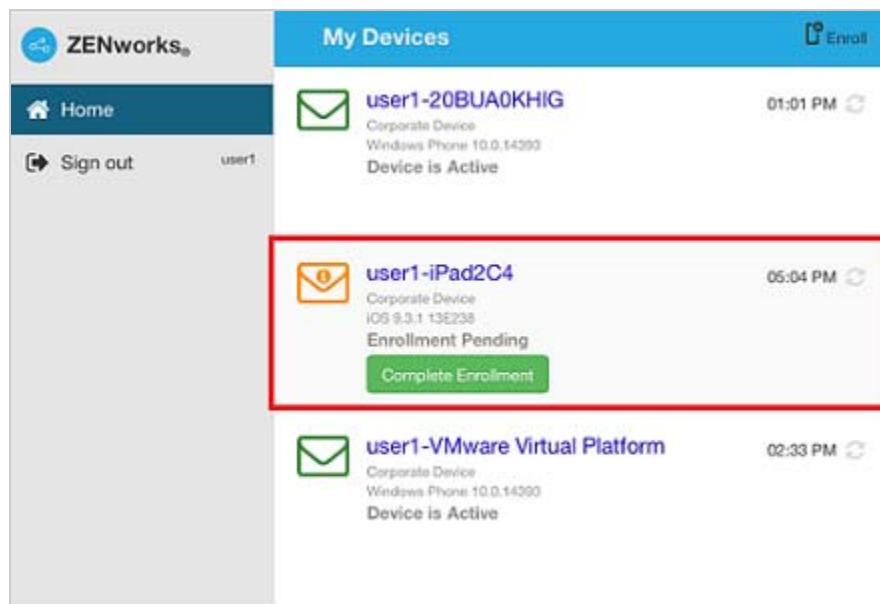 ZENworks®
My Devices
Enroll
Home
Sign out
user1
user1-20BUA0KHIG
01:01 PM
Corporate Device
Windows Phone 10.0.14393
Device is Active
user1-iPad2C4
05:04 PM
Corporate Device
iOS 9.3.1 13E238
Enrollment Pending
Complete Enrollment
user1-VMware Virtual Platform
02:33 PM
Corporate Device
Windows Phone 10.0.14393
Device is Active